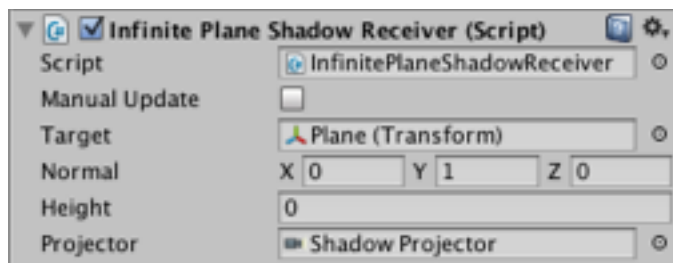 Infinite Plane Shadow Receiver (Script)
Script InfinitePlaneShadowReceiver
Manual Update
Target Plane (Transform)
Normal X 0 Y 1 Z 0
Height 0
Projector Shadow Projector